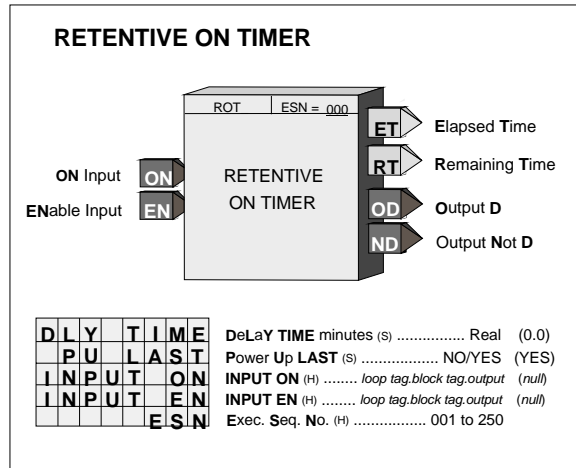 RETENTIVE ON TIMER
ROT ESN = 000
ET Elapsed Time
RT Remaining Time
ON Input ON
RETENTIVE
ON TIMER
ENable Input EN
OD Output D
ND Output Not D
DLY TIME DeLaY TIME minutes (S) ................ Real (0.0)
PU LAST Power Up LAST (S) .................. NO/YES (YES)
INPUT ON INPUT ON (H) ........ loop tag.block tag.output (null)
INPUT EN INPUT EN (H) ........ loop tag.block tag.output (null)
ESN Exec. Seq. No. (H) ................. 001 to 250